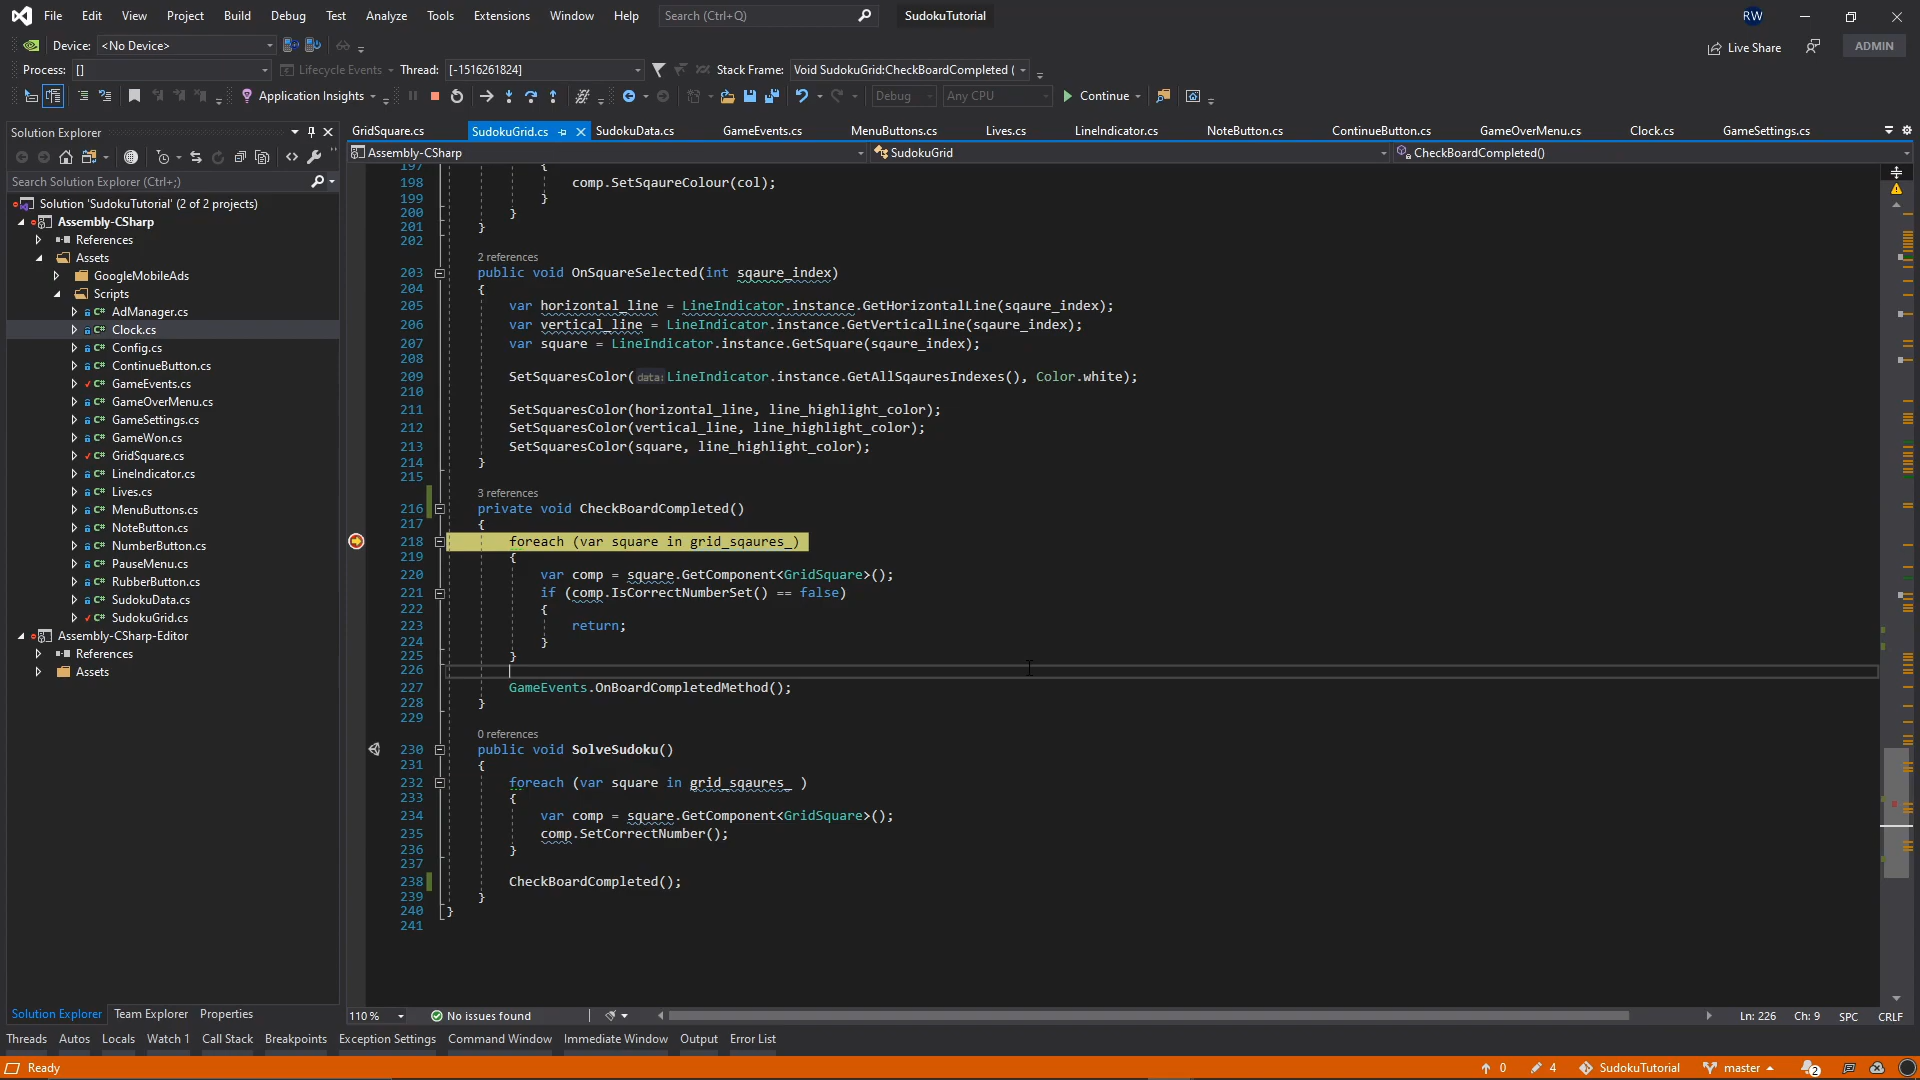 File Edit View Project Build Debug Test Analyze Tools Extensions Window Help Search (Ctrl+Q) SudokuTutorial RW
Device: <No Device> Live Share ADMIN
Process: [] Lifecycle Events Thread: [-1516261824] Stack Frame: Void SudokuGrid:CheckBoardCompleted (
Application Insights Debug Any CPU Continue
Solution Explorer
Search Solution Explorer (Ctrl+;)
Solution 'SudokuTutorial' (2 of 2 projects)
Assembly-CSharp
References
Assets
GoogleMobileAds
Scripts
C# AdManager.cs
C# Clock.cs
C# Config.cs
C# ContinueButton.cs
C# GameEvents.cs
C# GameOverMenu.cs
C# GameSettings.cs
C# GameWon.cs
C# GridSquare.cs
C# LineIndicator.cs
C# Lives.cs
C# MenuButtons.cs
C# NoteButton.cs
C# NumberButton.cs
C# PauseMenu.cs
C# RubberButton.cs
C# SudokuData.cs
C# SudokuGrid.cs
Assembly-CSharp-Editor
References
Assets
Solution Explorer Team Explorer Properties
GridSquare.cs SudokuGrid.cs SudokuData.cs GameEvents.cs MenuButtons.cs Lives.cs LineIndicator.cs NoteButton.cs ContinueButton.cs GameOverMenu.cs Clock.cs GameSettings.cs
Assembly-CSharp SudokuGrid CheckBoardCompleted()
197 {
198 comp.SetSqaureColour(col);
199 }
200 }
201 }
202
2 references
203 public void OnSquareSelected(int sqaure_index)
204 {
205 var horizontal_line = LineIndicator.instance.GetHorizontalLine(sqaure_index);
206 var vertical_line = LineIndicator.instance.GetVerticalLine(sqaure_index);
207 var square = LineIndicator.instance.GetSquare(sqaure_index);
208
209 SetSquaresColor(data: LineIndicator.instance.GetAllSqauresIndexes(), Color.white);
210
211 SetSquaresColor(horizontal_line, line_highlight_color);
212 SetSquaresColor(vertical_line, line_highlight_color);
213 SetSquaresColor(square, line_highlight_color);
214 }
215
3 references
216 private void CheckBoardCompleted()
217 {
218 foreach (var square in grid_sqaures_)
219 {
220 var comp = square.GetComponent<GridSquare>();
221 if (comp.IsCorrectNumberSet() == false)
222 {
223 return;
224 }
225 }
226
227 GameEvents.OnBoardCompletedMethod();
228 }
229
0 references
230 public void SolveSudoku()
231 {
232 foreach (var square in grid_sqaures_ )
233 {
234 var comp = square.GetComponent<GridSquare>();
235 comp.SetCorrectNumber();
236 }
237
238 CheckBoardCompleted();
239 }
240 }
241
110 % No issues found Ln: 226 Ch: 9 SPC CRLF
Threads Autos Locals Watch 1 Call Stack Breakpoints Exception Settings Command Window Immediate Window Output Error List
Ready 0 4 SudokuTutorial master 2